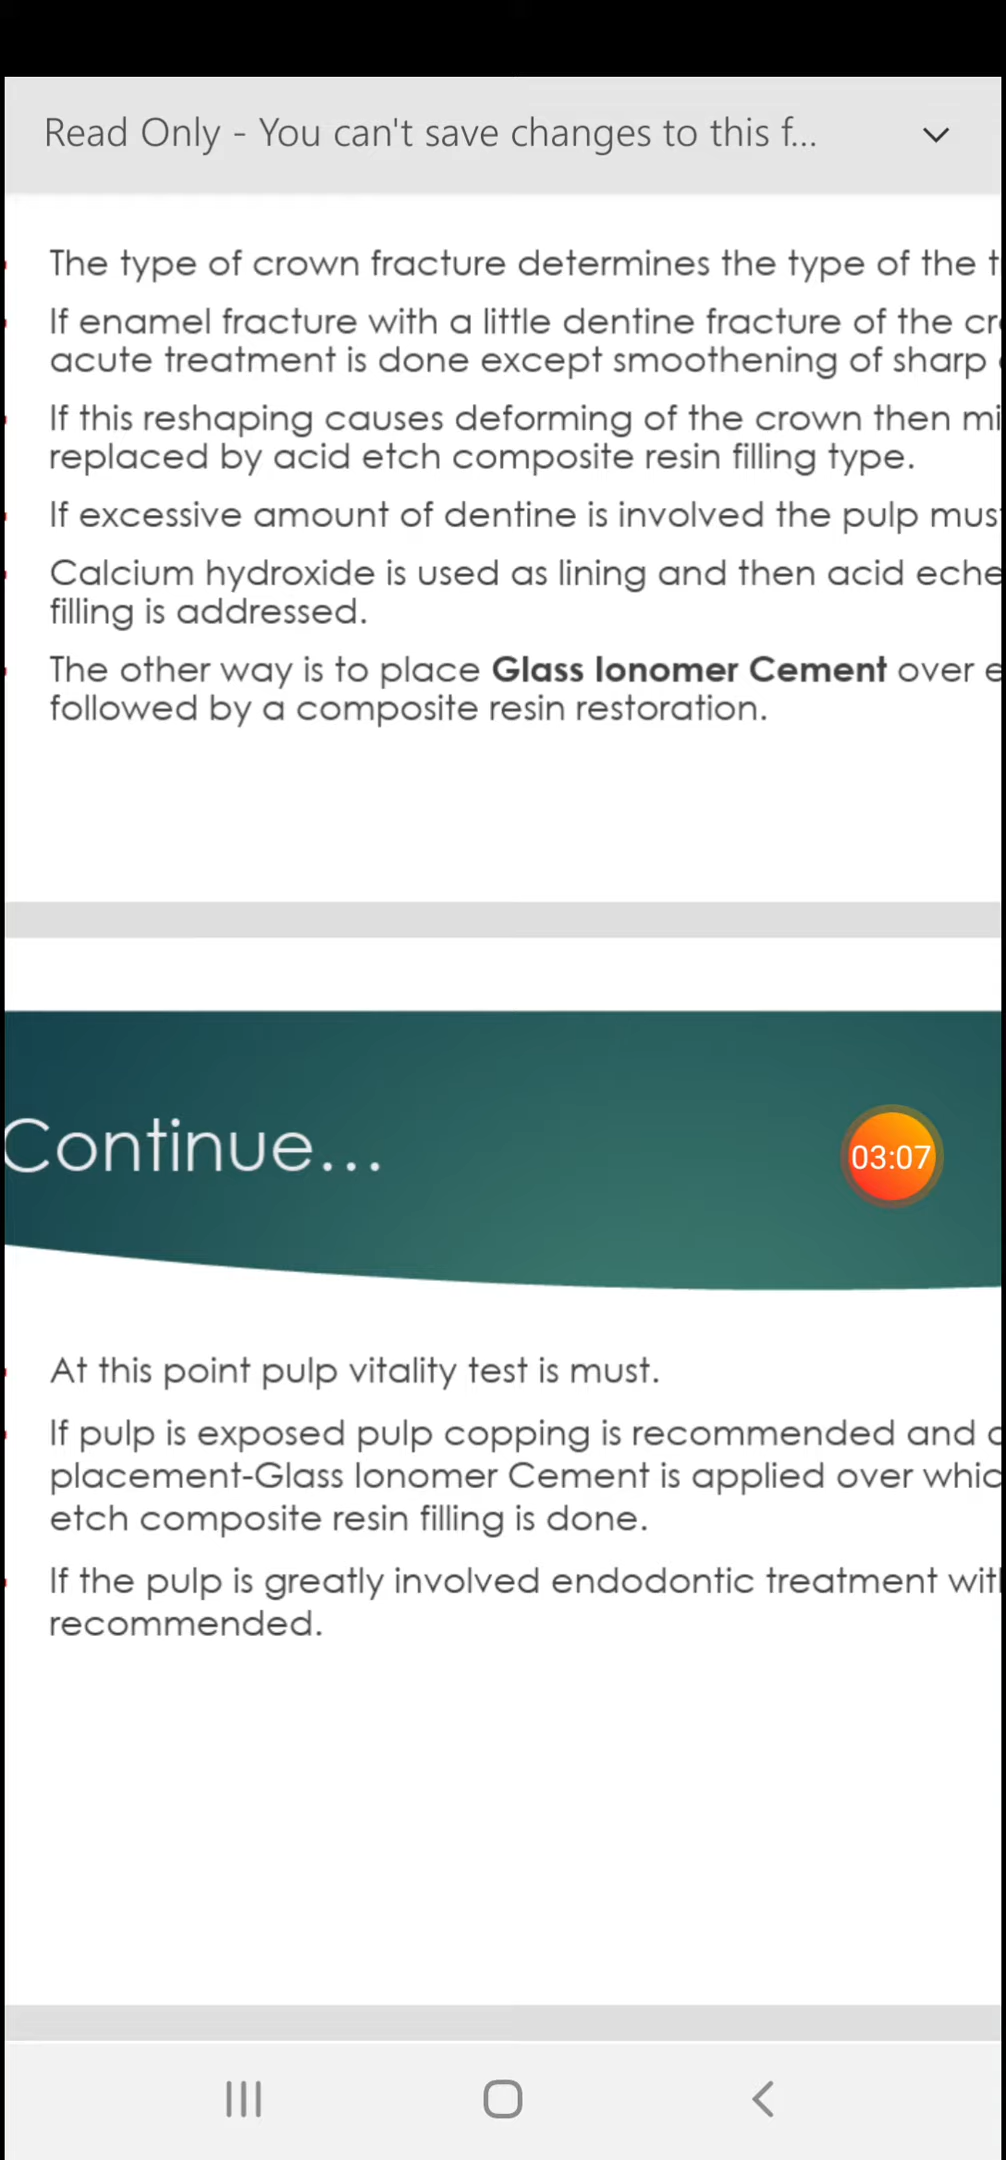 Read Only - You can't save changes to this f...
The type of crown fracture determines the type of the
If enamel fracture with a little dentine fracture of the
acute treatment is done except smoothening of sharp
If this reshaping causes deforming of the crown then
replaced by acid etch composite resin filling type.
If excessive amount of dentine is involved the pulp
Calcium hydroxide is used as lining and then acid
filling is addressed.
The other way is to place Glass Ionomer Cement over
followed by a composite resin restoration.
Continue...
03:07
At this point pulp vitality test is must.
If pulp is exposed pulp copping is recommended and
placement-Glass Ionomer Cement is applied over
etch composite resin filling is done.
If the pulp is greatly involved endodontic treatment
recommended.